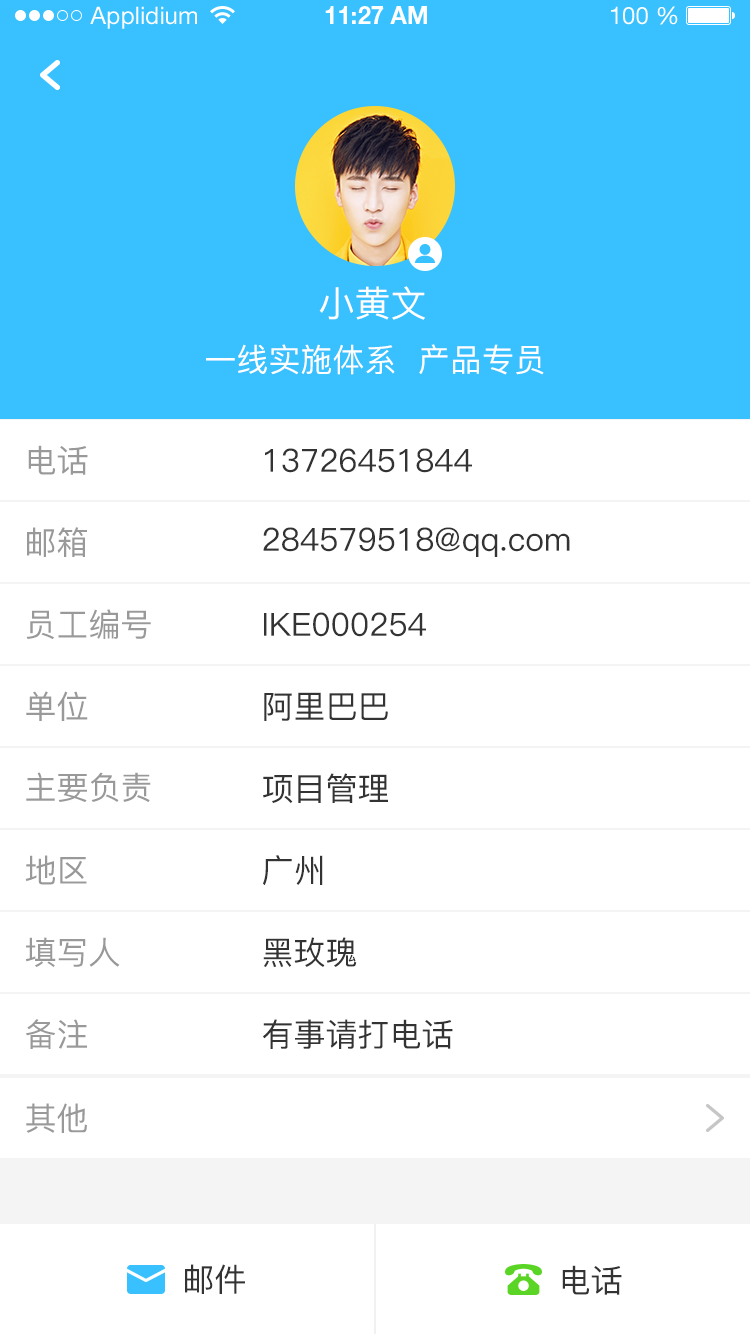 Applidium 11:27 AM 100 %
小黄文
一线实施体系 产品专员
电话 13726451844
邮箱 284579518@qq.com
员工编号 IKE000254
单位 阿里巴巴
主要负责 项目管理
地区 广州
填写人 黑玫瑰
备注 有事请打电话
其他
邮件 电话